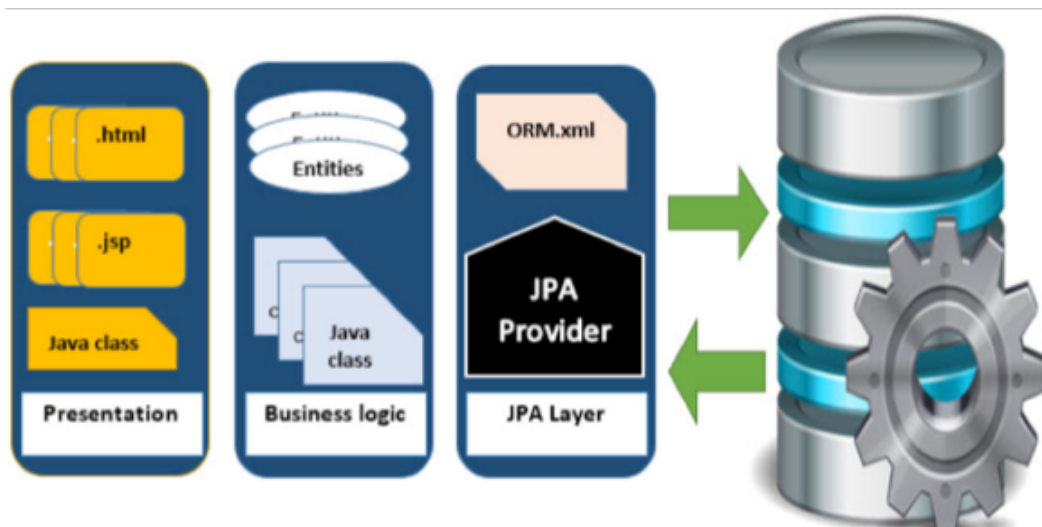 .html
.jsp
Java class
Presentation
Entities
Java
class
Business logic
ORM.xml
JPA
Provider
JPA Layer